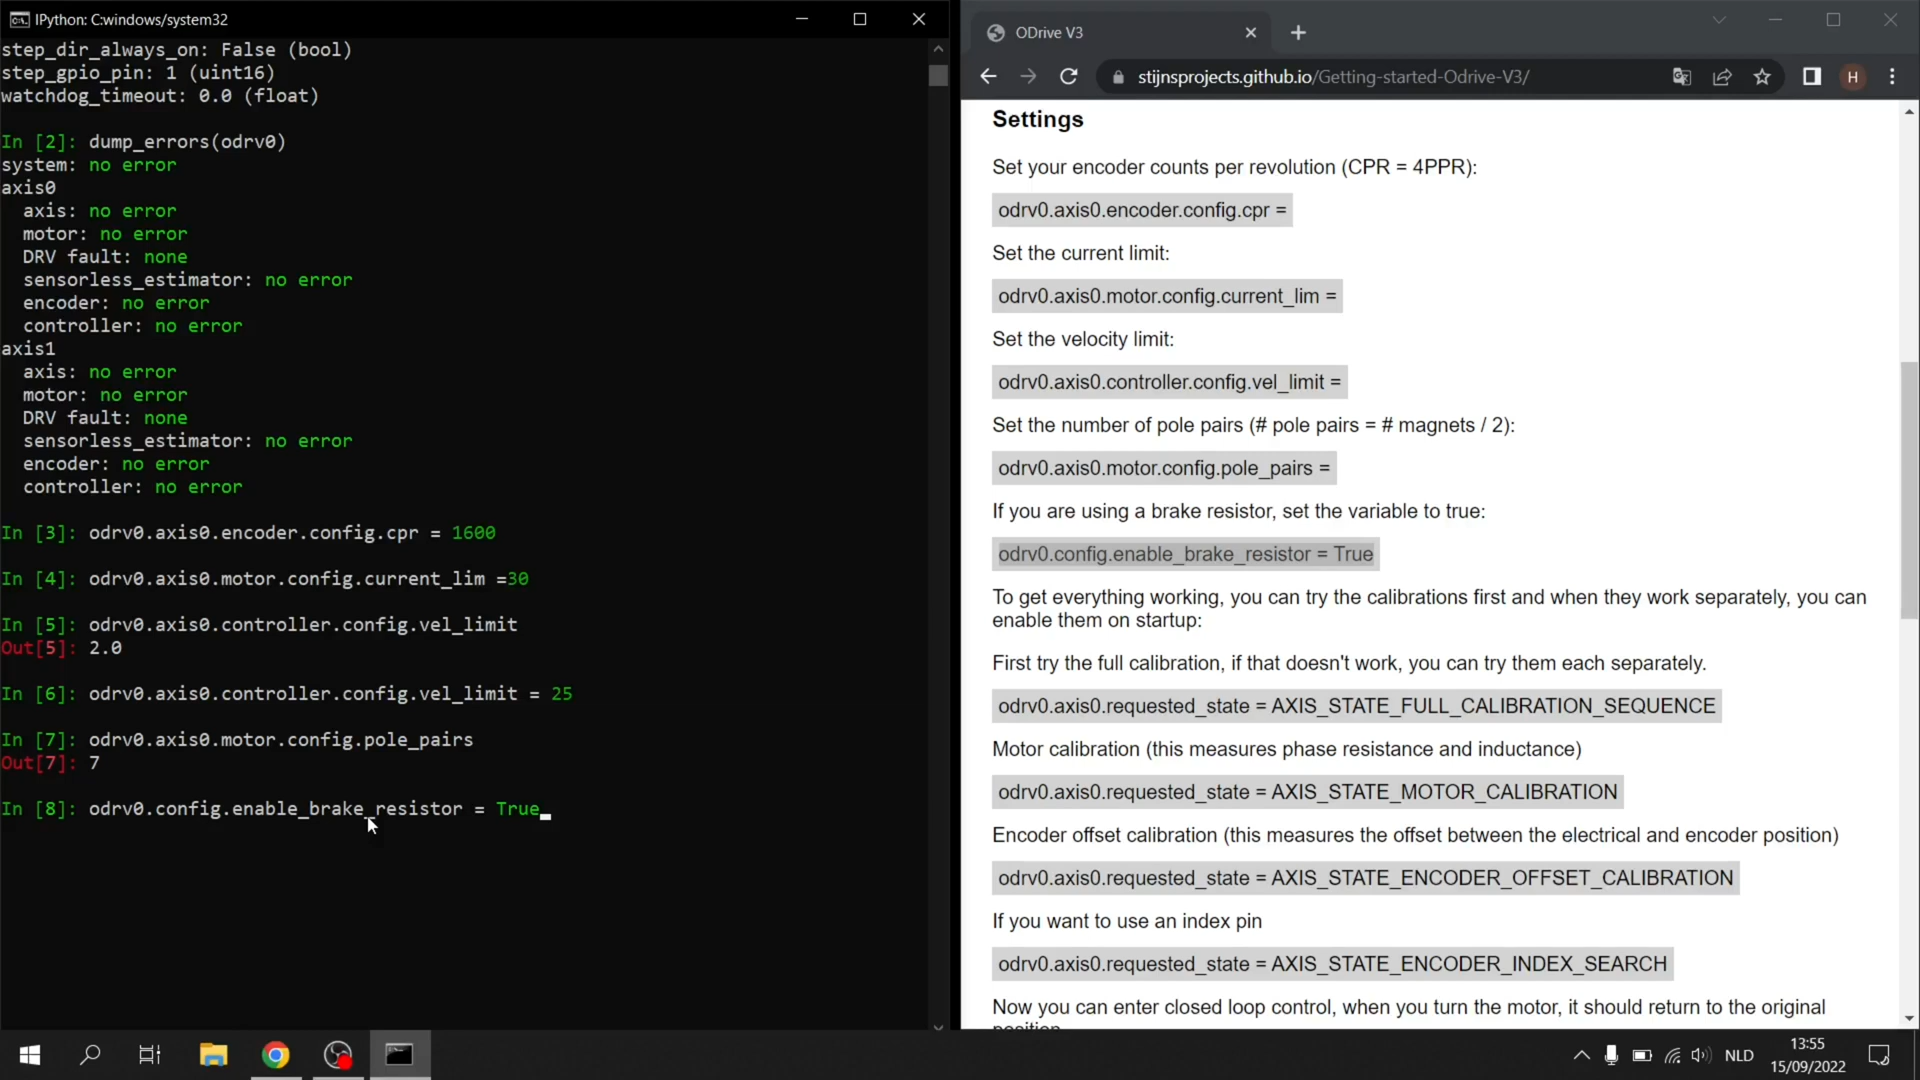 IPython: C:windows/system32
step_dir_always_on: False (bool)
step_gpio_pin: 1 (uint16)
watchdog_timeout: 0.0 (float)
In [2]: dump_errors(odrv0)
system: no error
axis0
axis: no error
motor: no error
DRV fault: none
sensorless_estimator: no error
encoder: no error
controller: no error
axis1
axis: no error
motor: no error
DRV fault: none
sensorless_estimator: no error
encoder: no error
controller: no error
In [3]: odrv0.axis0.encoder.config.cpr = 1600
In [4]: odrv0.axis0.motor.config.current_lim =30
In [5]: odrv0.axis0.controller.config.vel_limit
Out[5]: 2.0
In [6]: odrv0.axis0.controller.config.vel_limit = 25
In [7]: odrv0.axis0.motor.config.pole_pairs
Out[7]: 7
In [8]: odrv0.config.enable_brake_resistor = True
ODrive V3
stijnsprojects.github.io/Getting-started-Odrive-V3/
H
Settings
Set your encoder counts per revolution (CPR = 4PPR):
odrv0.axis0.encoder.config.cpr =
Set the current limit:
odrv0.axis0.motor.config.current_lim =
Set the velocity limit:
odrv0.axis0.controller.config.vel_limit =
Set the number of pole pairs (# pole pairs = # magnets / 2):
odrv0.axis0.motor.config.pole_pairs =
If you are using a brake resistor, set the variable to true:
odrv0.config.enable_brake_resistor = True
To get everything working, you can try the calibrations first and when they work separately, you can
enable them on startup:
First try the full calibration, if that doesn't work, you can try them each separately.
odrv0.axis0.requested_state = AXIS_STATE_FULL_CALIBRATION_SEQUENCE
Motor calibration (this measures phase resistance and inductance)
odrv0.axis0.requested_state = AXIS_STATE_MOTOR_CALIBRATION
Encoder offset calibration (this measures the offset between the electrical and encoder position)
odrv0.axis0.requested_state = AXIS_STATE_ENCODER_OFFSET_CALIBRATION
If you want to use an index pin
odrv0.axis0.requested_state = AXIS_STATE_ENCODER_INDEX_SEARCH
Now you can enter closed loop control, when you turn the motor, it should return to the original
position
NLD
13:55
15/09/2022